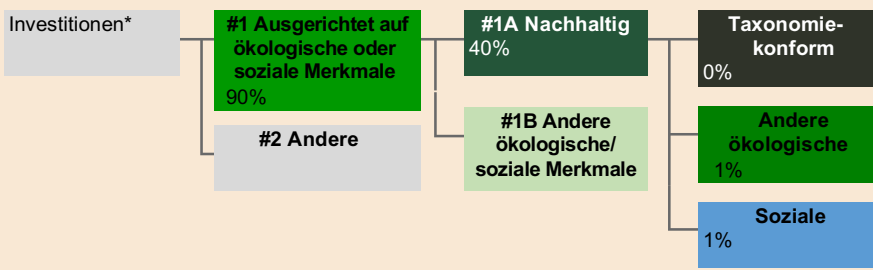 Investitionen*
#1 Ausgerichtet auf
ökologische oder
soziale Merkmale
90%
#2 Andere
#1A Nachhaltig
40%
#1B Andere
ökologische/
soziale Merkmale
Taxonomie-
konform
0%
Andere
ökologische
1%
Soziale
1%